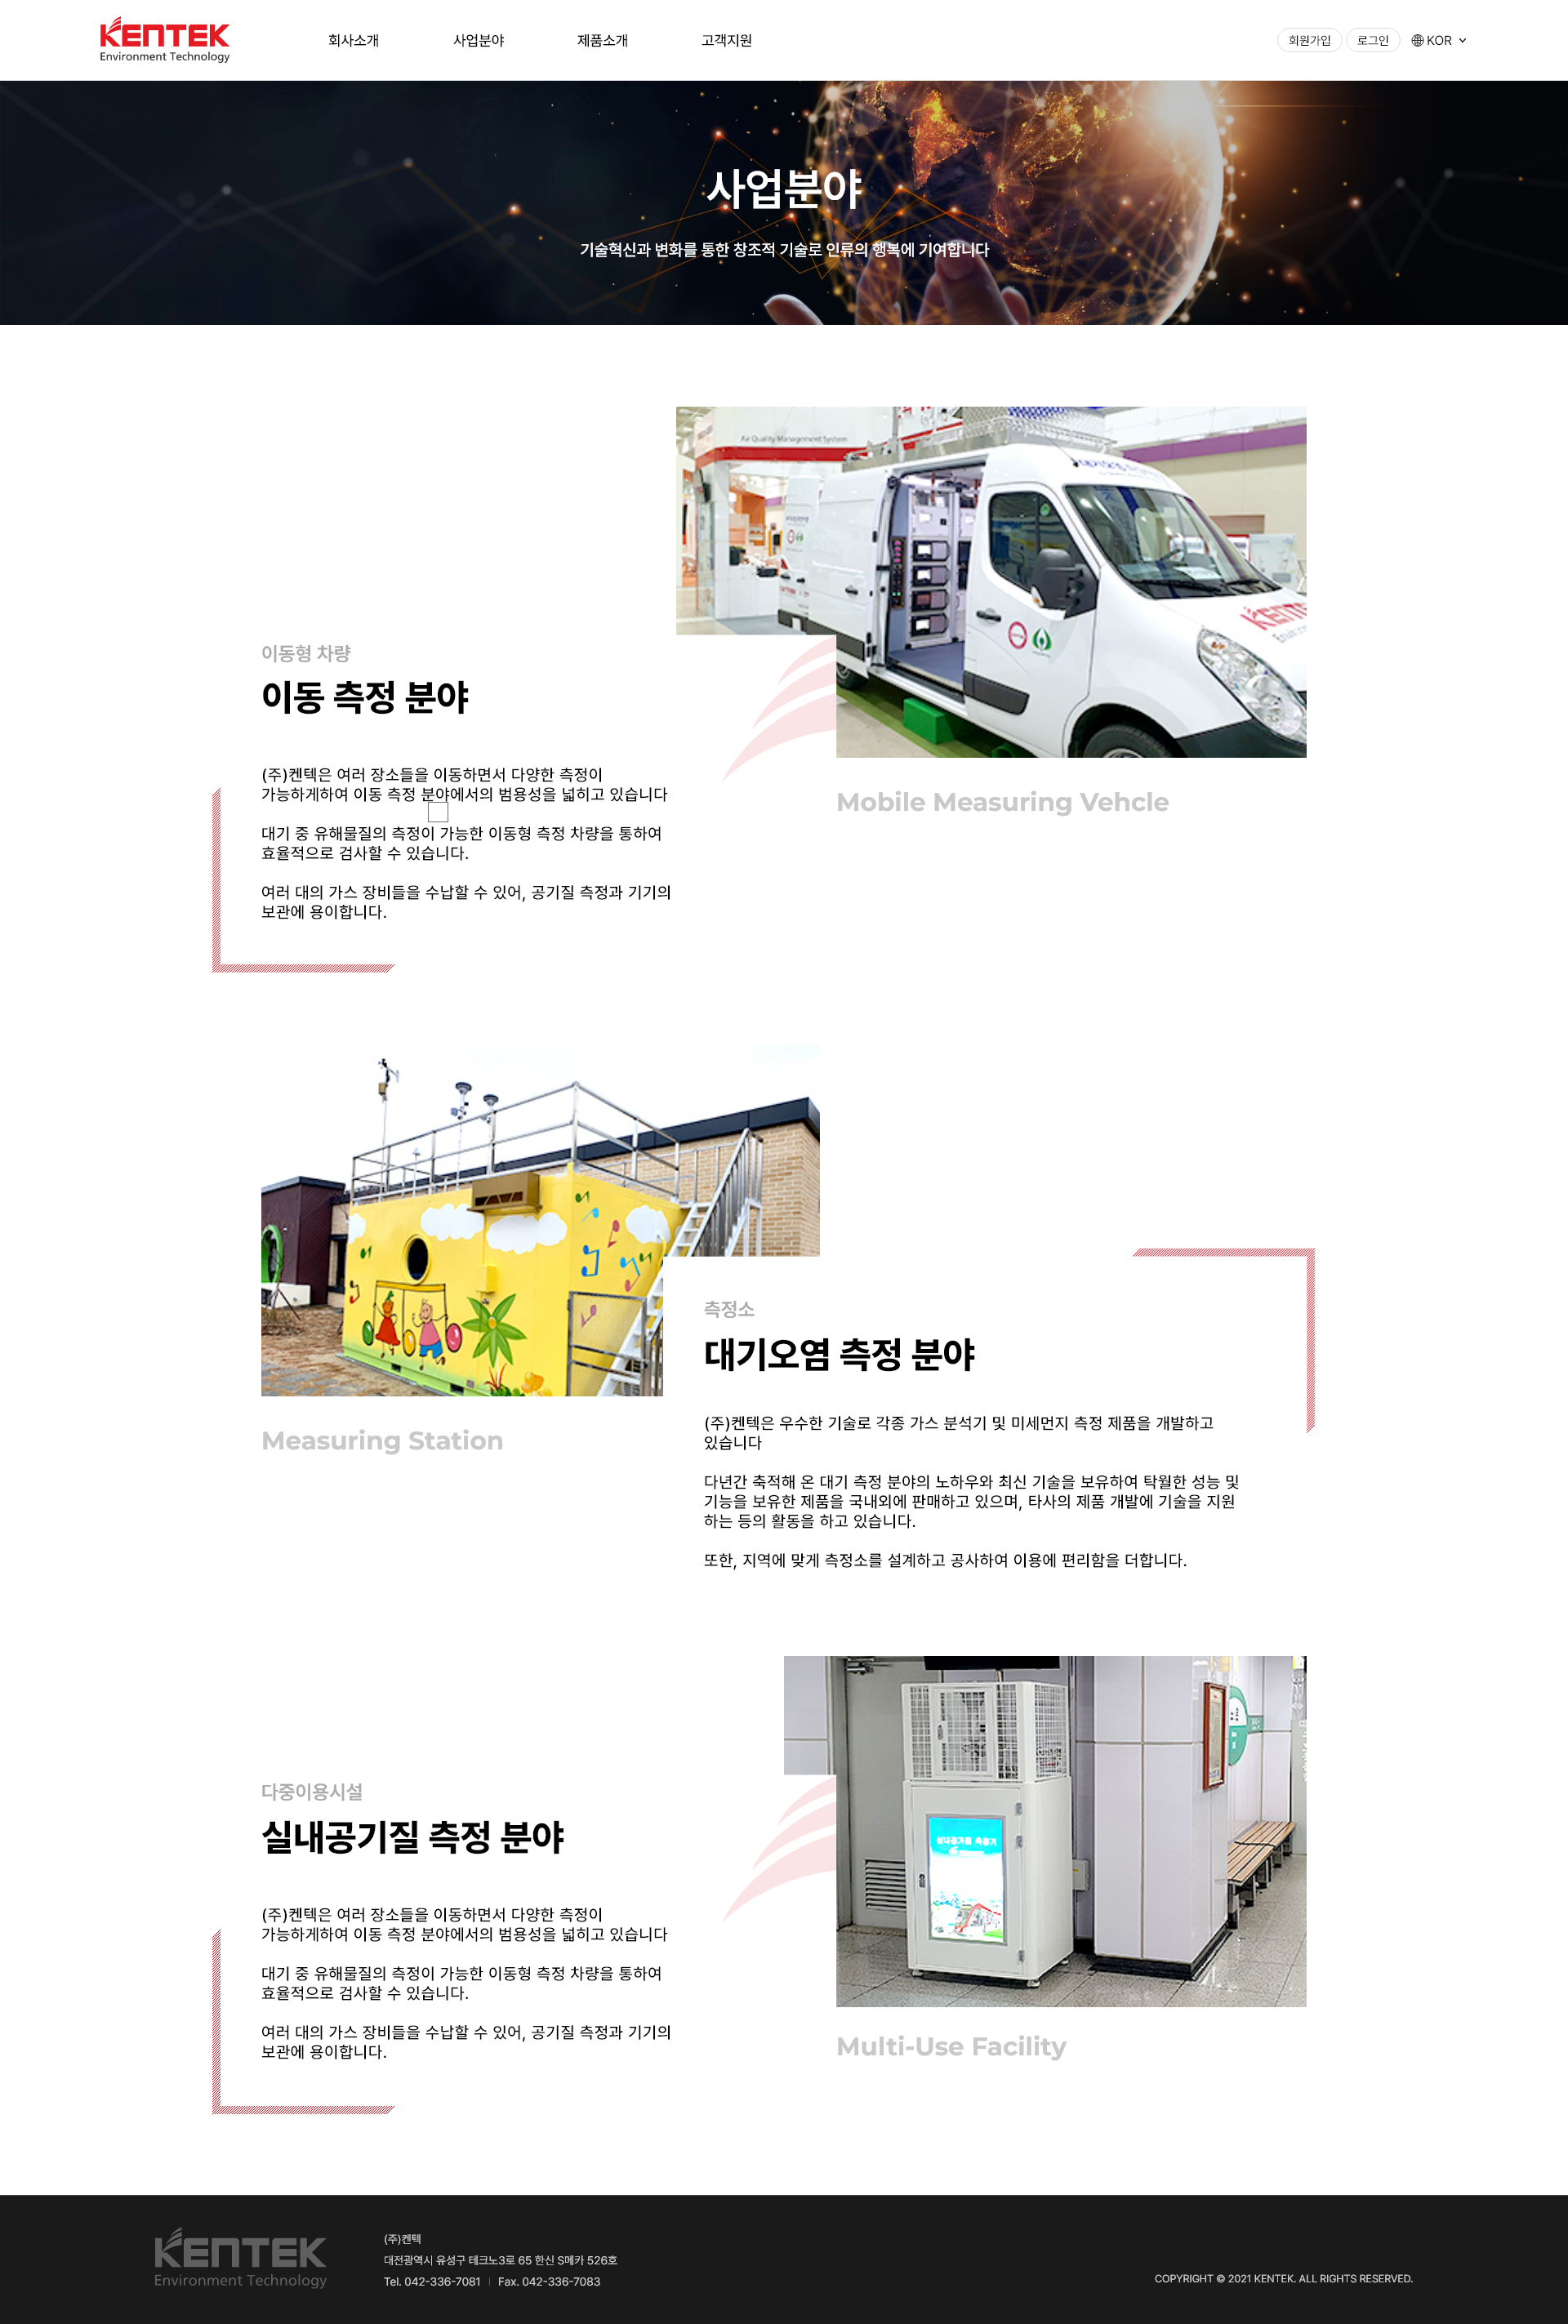 KENTEK
Environment Technology
회사소개
사업분야
제품소개
고객지원
회원가입
로그인
KOR
사업분야
기술혁신과 변화를 통한 창조적 기술로 인류의 행복에 기여합니다
Air Quality Management System
KENTEK
이동형 차량
이동 측정 분야
(주)켄텍은 여러 장소들을 이동하면서 다양한 측정이
가능하게하여 이동 측정 분야에서의 범용성을 넓히고 있습니다
대기 중 유해물질의 측정이 가능한 이동형 측정 차량을 통하여
효율적으로 검사할 수 있습니다.
여러 대의 가스 장비들을 수납할 수 있어, 공기질 측정과 기기의
보관에 용이합니다.
Mobile Measuring Vehcle
Measuring Station
측정소
대기오염 측정 분야
(주)켄텍은 우수한 기술로 각종 가스 분석기 및 미세먼지 측정 제품을 개발하고
있습니다
다년간 축적해 온 대기 측정 분야의 노하우와 최신 기술을 보유하여 탁월한 성능 및
기능을 보유한 제품을 국내외에 판매하고 있으며, 타사의 제품 개발에 기술을 지원
하는 등의 활동을 하고 있습니다.
또한, 지역에 맞게 측정소를 설계하고 공사하여 이용에 편리함을 더합니다.
다중이용시설
실내공기질 측정 분야
(주)켄텍은 여러 장소들을 이동하면서 다양한 측정이
가능하게하여 이동 측정 분야에서의 범용성을 넓히고 있습니다
대기 중 유해물질의 측정이 가능한 이동형 측정 차량을 통하여
효율적으로 검사할 수 있습니다.
여러 대의 가스 장비들을 수납할 수 있어, 공기질 측정과 기기의
보관에 용이합니다.
실내공기질 측정기
Multi-Use Facility
KENTEK
Environment Technology
(주)켄텍
대전광역시 유성구 테크노3로 65 한신 S메카 526호
Tel. 042-336-7081 | Fax. 042-336-7083
COPYRIGHT © 2021 KENTEK. ALL RIGHTS RESERVED.